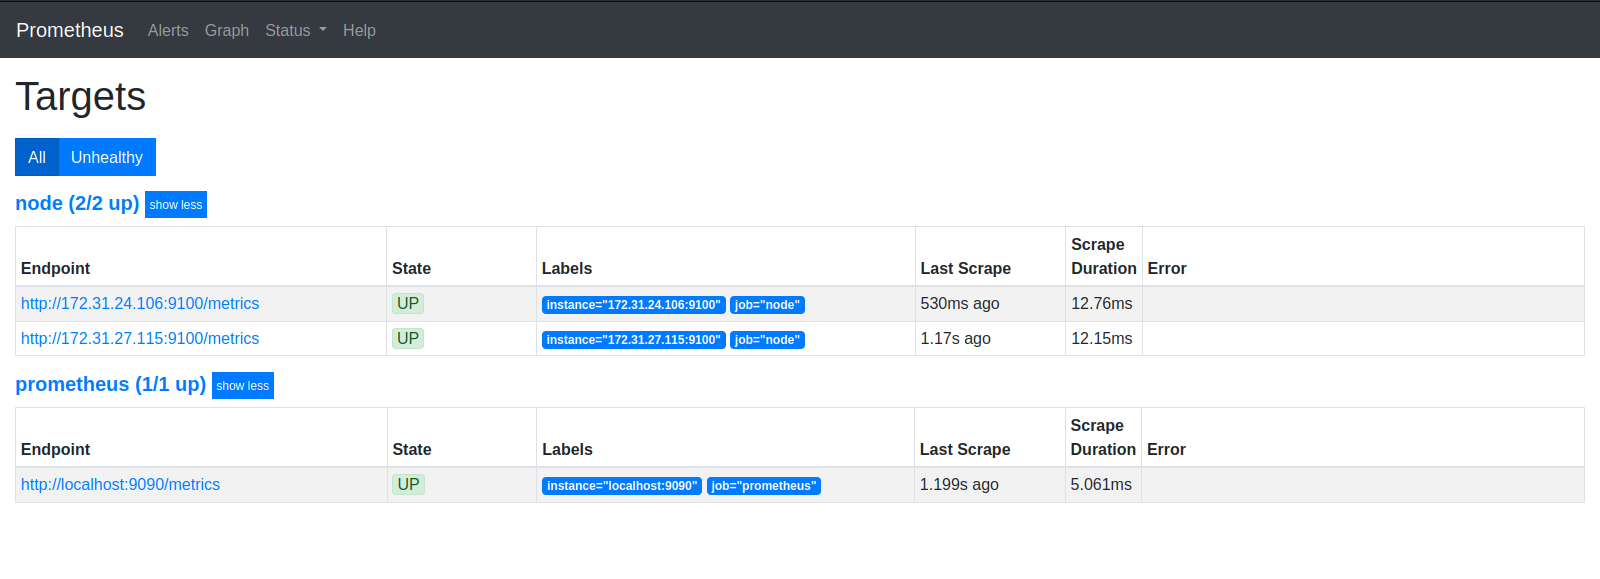 Prometheus Alerts Graph Status Help
Targets
All Unhealthy
node (2/2 up) show less
Endpoint State Labels Last Scrape Scrape Duration Error
http://172.31.24.106:9100/metrics UP instance="172.31.24.106:9100" job="node" 530ms ago 12.76ms
http://172.31.27.115:9100/metrics UP instance="172.31.27.115:9100" job="node" 1.17s ago 12.15ms
prometheus (1/1 up) show less
Endpoint State Labels Last Scrape Scrape Duration Error
http://localhost:9090/metrics UP instance="localhost:9090" job="prometheus" 1.199s ago 5.061ms